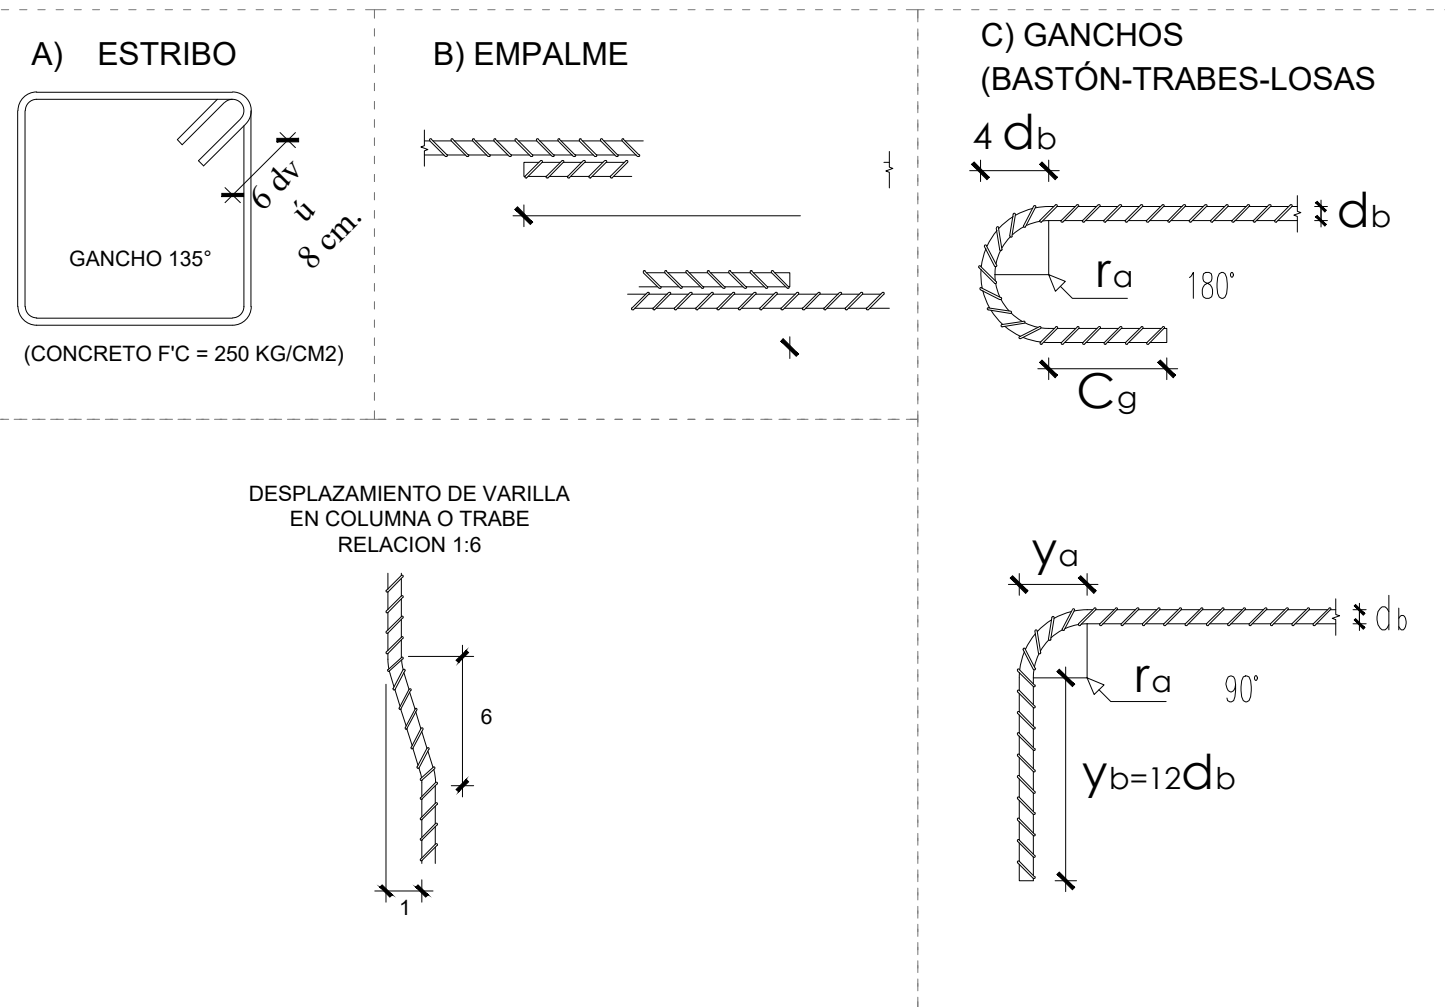 A) ESTRIBO
6 dv
ú
8 cm.
GANCHO 135°
(CONCRETO F'C = 250 KG/CM2)
B) EMPALME
C) GANCHOS
(BASTÓN-TRABES-LOSAS
4 db
db
ra
180°
Cg
DESPLAZAMIENTO DE VARILLA
EN COLUMNA O TRABE
RELACION 1:6
6
1
ya
db
ra
90°
yb=12db